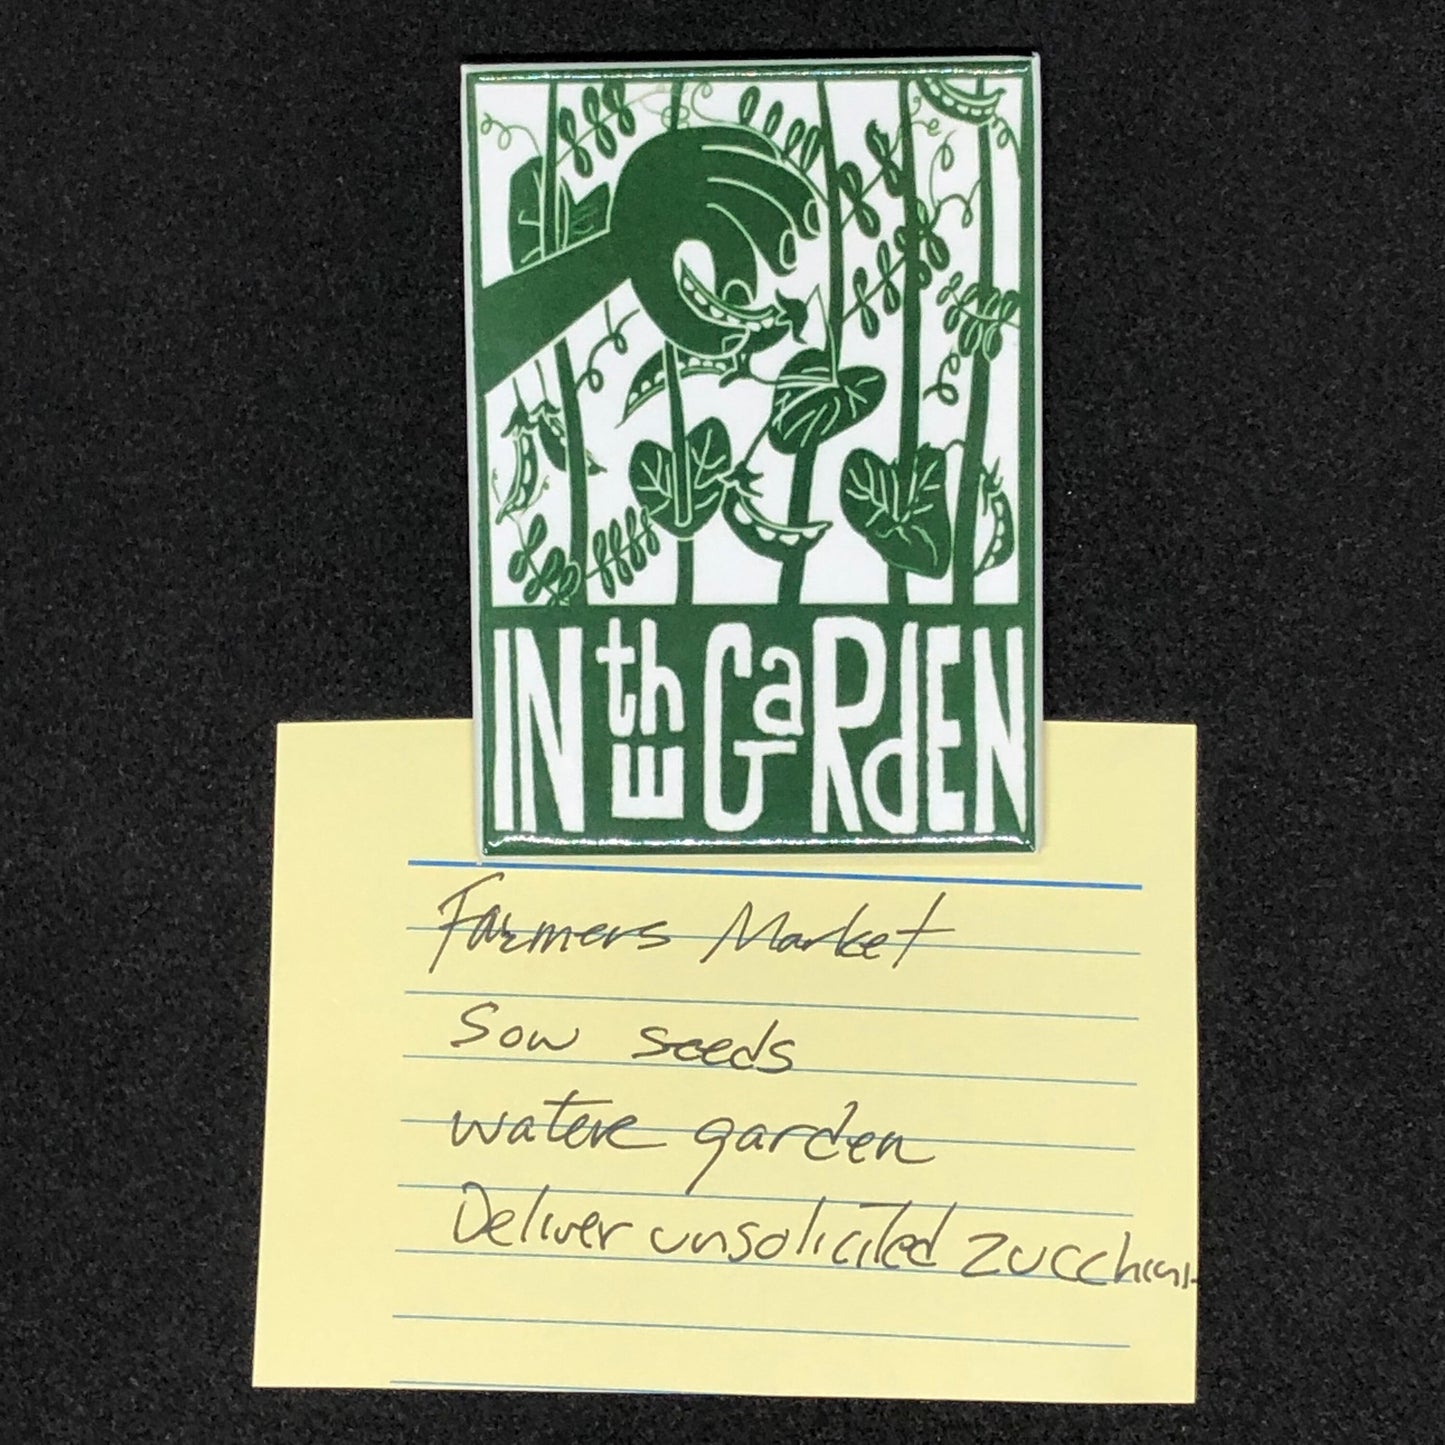 IN thE GaRdEN
Farmers Market
Sow seeds
water garden
Deliver unsolicited zucchini